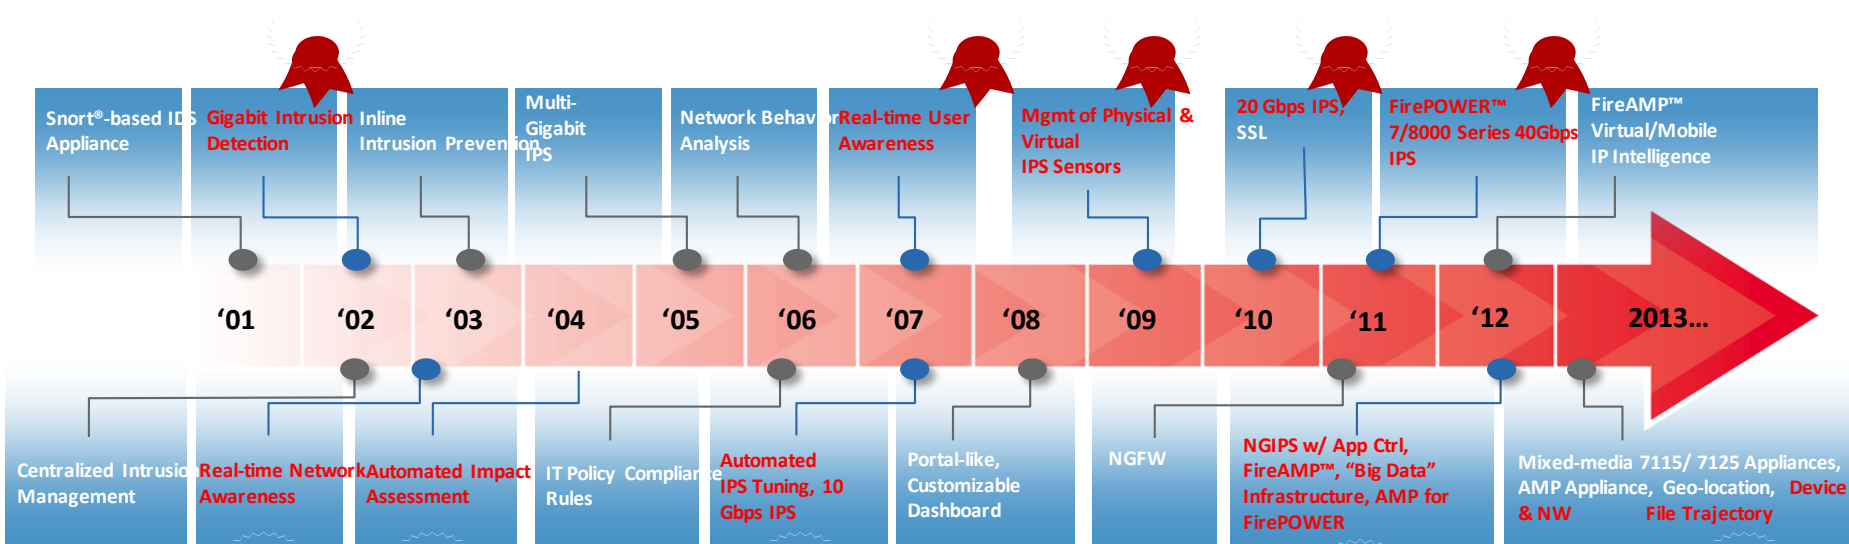 Snort®-based IDS
Appliance
Gigabit Intrusion
Detection
Inline
Intrusion Prevention
Multi-
Gigabit
IPS
Network Behavior
Analysis
Real-time User
Awareness
Mgmt of Physical &
Virtual
IPS Sensors
20 Gbps IPS,
SSL
FirePOWER™
7/8000 Series 40Gbps
IPS
FireAMP™
Virtual/Mobile
IP Intelligence
‘01
‘02
‘03
‘04
‘05
‘06
‘07
‘08
‘09
‘10
‘11
‘12
2013...
Centralized Intrusion
Management
Real-time Network
Awareness
Automated Impact
Assessment
IT Policy Compliance
Rules
Automated
IPS Tuning, 10
Gbps IPS
Portal-like,
Customizable
Dashboard
NGFW
NGIPS w/ App Ctrl,
FireAMP™, “Big Data”
Infrastructure, AMP for
FirePOWER
Mixed-media 7115/ 7125 Appliances,
AMP Appliance, Geo-location, Device
& NW File Trajectory